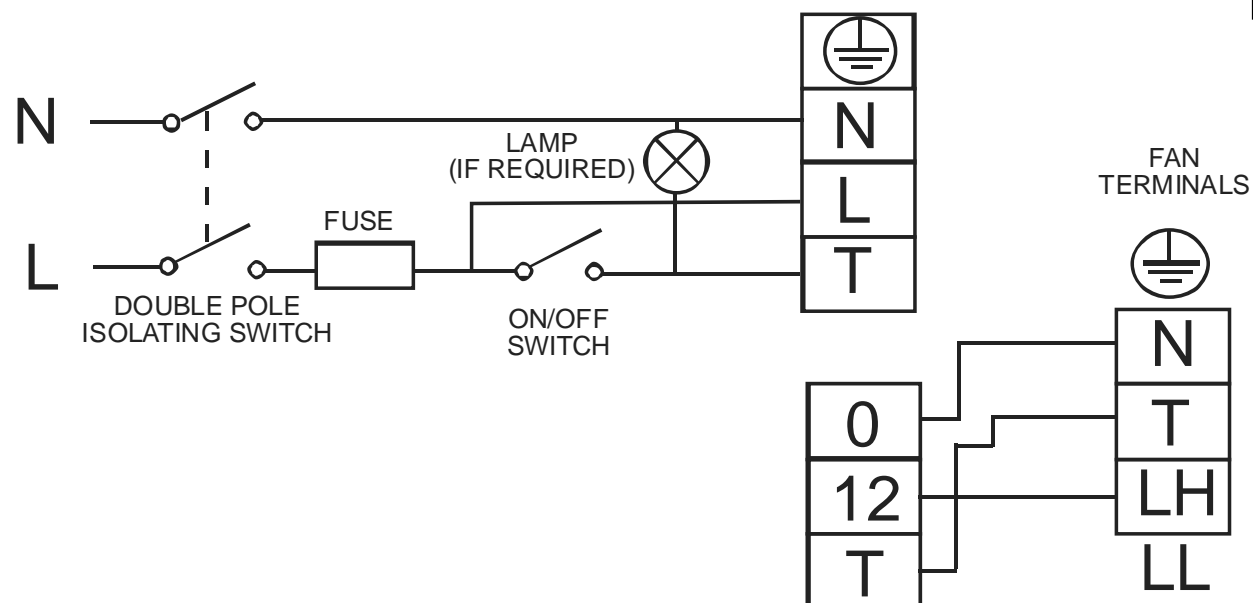 N
LAMP
(IF REQUIRED)
N
L
T
FUSE
L
DOUBLE POLE
ISOLATING SWITCH
ON/OFF
SWITCH
FAN
TERMINALS
N
T
LH
LL
0
12
T